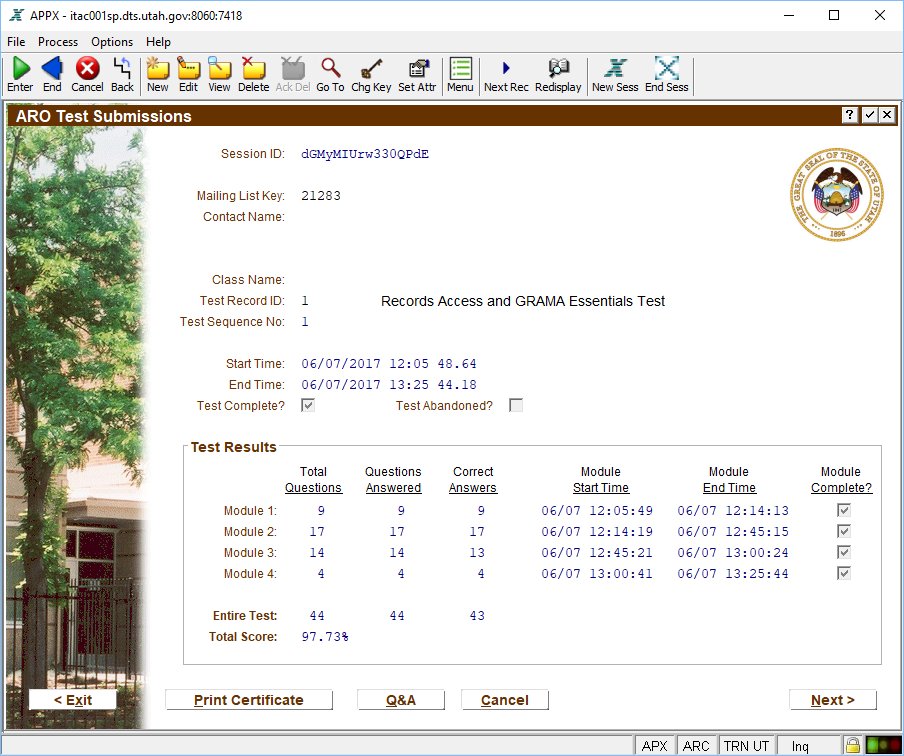 APPX - itac001sp.dts.utah.gov:8060:7418
File Process Options Help
Enter End Cancel Back New Edit View Delete Ack Del Go To Chg Key Set Attr Menu Next Rec Redisplay New Sess End Sess
ARO Test Submissions
Session ID: dGMyMIUrw330QPdE
THE GREAT SEAL OF THE STATE OF UTAH
1896
Mailing List Key: 21283
Contact Name:
Class Name:
Test Record ID: 1 Records Access and GRAMA Essentials Test
Test Sequence No: 1
Start Time: 06/07/2017 12:05 48.64
End Time: 06/07/2017 13:25 44.18
Test Complete? Test Abandoned?
Test Results
Total Questions Correct Module Module Module
Questions Answered Answers Start Time End Time Complete?
Module 1: 9 9 9 06/07 12:05:49 06/07 12:14:13
Module 2: 17 17 17 06/07 12:14:19 06/07 12:45:15
Module 3: 14 14 13 06/07 12:45:21 06/07 13:00:24
Module 4: 4 4 4 06/07 13:00:41 06/07 13:25:44
Entire Test: 44 44 43
Total Score: 97.73%
< Exit Print Certificate Q&A Cancel Next >
APX ARC TRN UT Inq